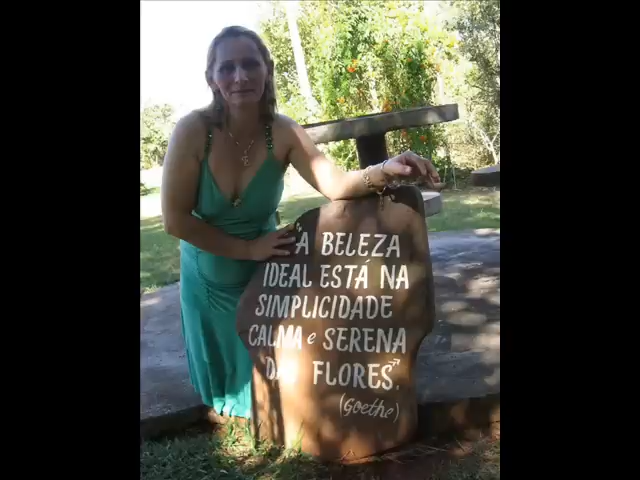 "A BELEZA
IDEAL ESTÁ NA
SIMPLICIDADE
CALMA e SERENA
DAS FLORES".
(Goethe)